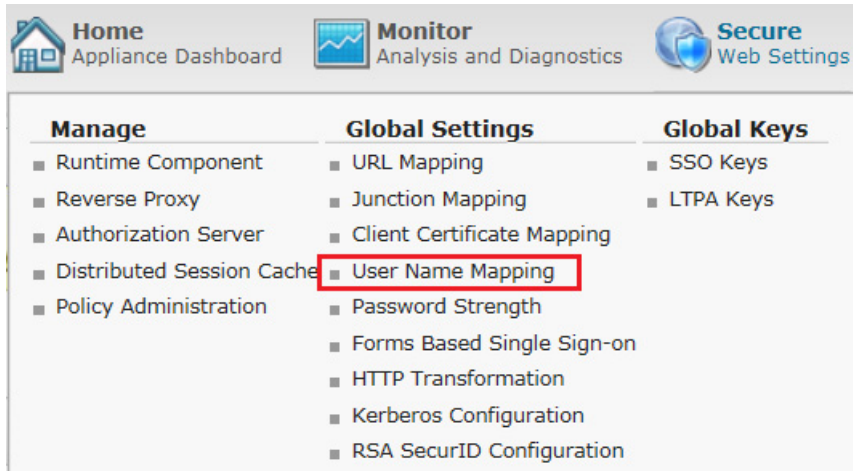 Home
Appliance Dashboard
Monitor
Analysis and Diagnostics
Secure
Web Settings
Manage
Runtime Component
Reverse Proxy
Authorization Server
Distributed Session Cache
Policy Administration
Global Settings
URL Mapping
Junction Mapping
Client Certificate Mapping
User Name Mapping
Password Strength
Forms Based Single Sign-on
HTTP Transformation
Kerberos Configuration
RSA SecurID Configuration
Global Keys
SSO Keys
LTPA Keys